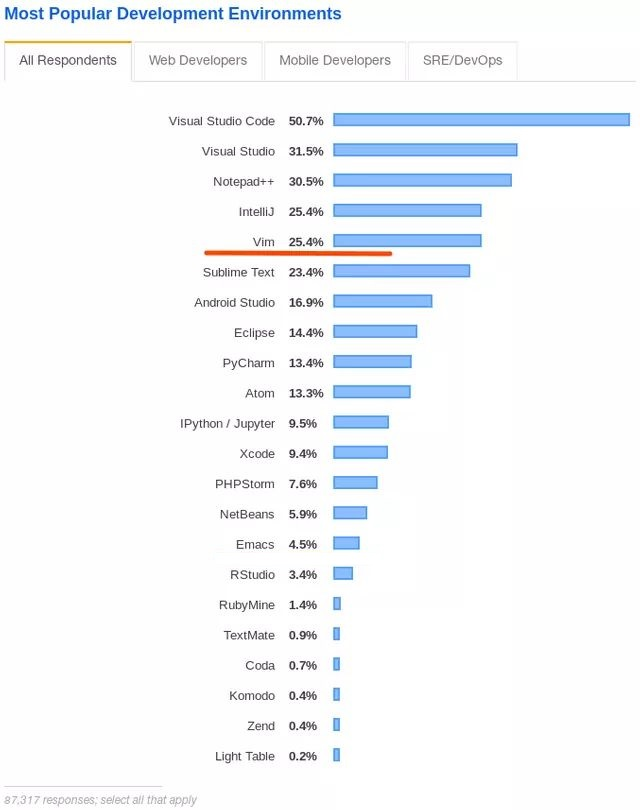 Most Popular Development Environments
All Respondents Web Developers Mobile Developers SRE/DevOps
Visual Studio Code 50.7%
Visual Studio 31.5%
Notepad++ 30.5%
IntelliJ 25.4%
Vim 25.4%
Sublime Text 23.4%
Android Studio 16.9%
Eclipse 14.4%
PyCharm 13.4%
Atom 13.3%
IPython / Jupyter 9.5%
Xcode 9.4%
PHPStorm 7.6%
NetBeans 5.9%
Emacs 4.5%
RStudio 3.4%
RubyMine 1.4%
TextMate 0.9%
Coda 0.7%
Komodo 0.4%
Zend 0.4%
Light Table 0.2%
87,317 responses; select all that apply